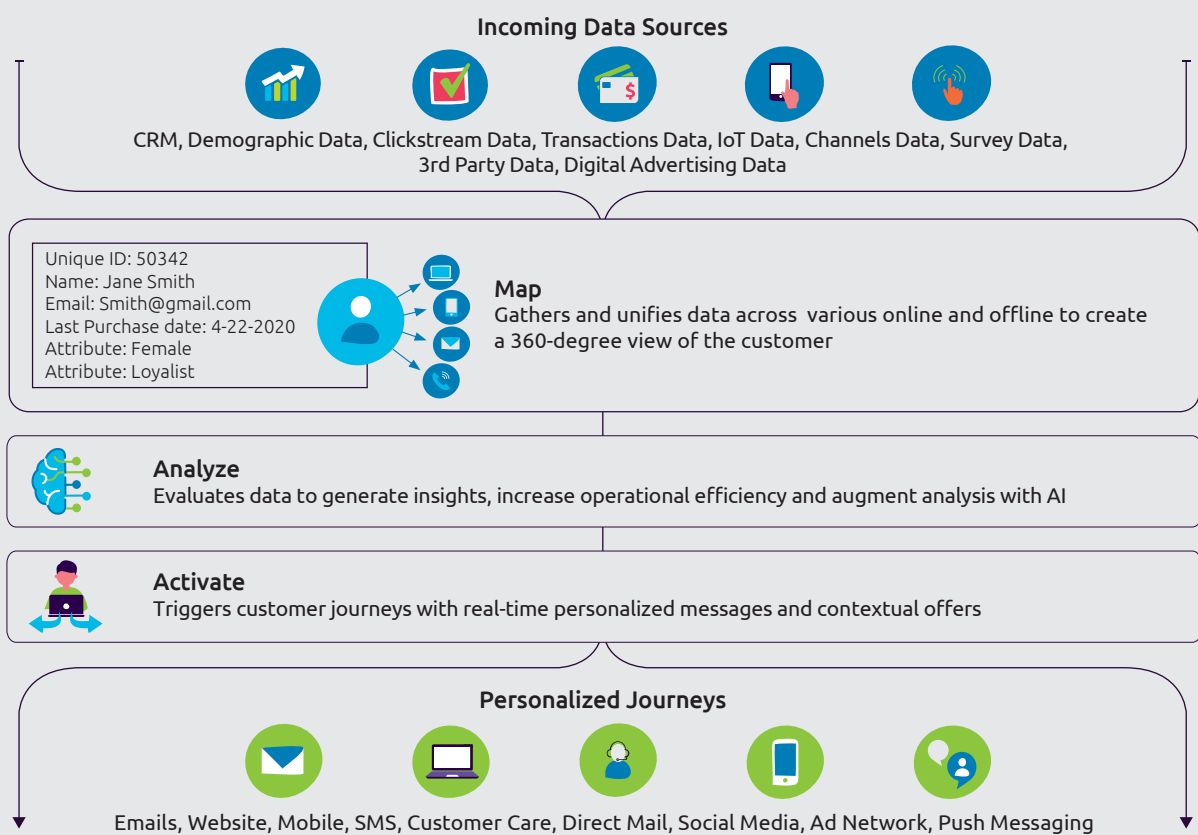 Incoming Data Sources
$
CRM, Demographic Data, Clickstream Data, Transactions Data, IoT Data, Channels Data, Survey Data,
3rd Party Data, Digital Advertising Data
Unique ID: 50342
Name: Jane Smith
Email: Smith@gmail.com
Last Purchase date: 4-22-2020
Attribute: Female
Attribute: Loyalist
Map
Gathers and unifies data across  various online and offline to create
a 360-degree view of the customer
Analyze
Evaluates data to generate insights, increase operational efficiency and augment analysis with AI
Activate
Triggers customer journeys with real-time personalized messages and contextual offers
Personalized Journeys
Emails, Website, Mobile, SMS, Customer Care, Direct Mail, Social Media, Ad Network, Push Messaging